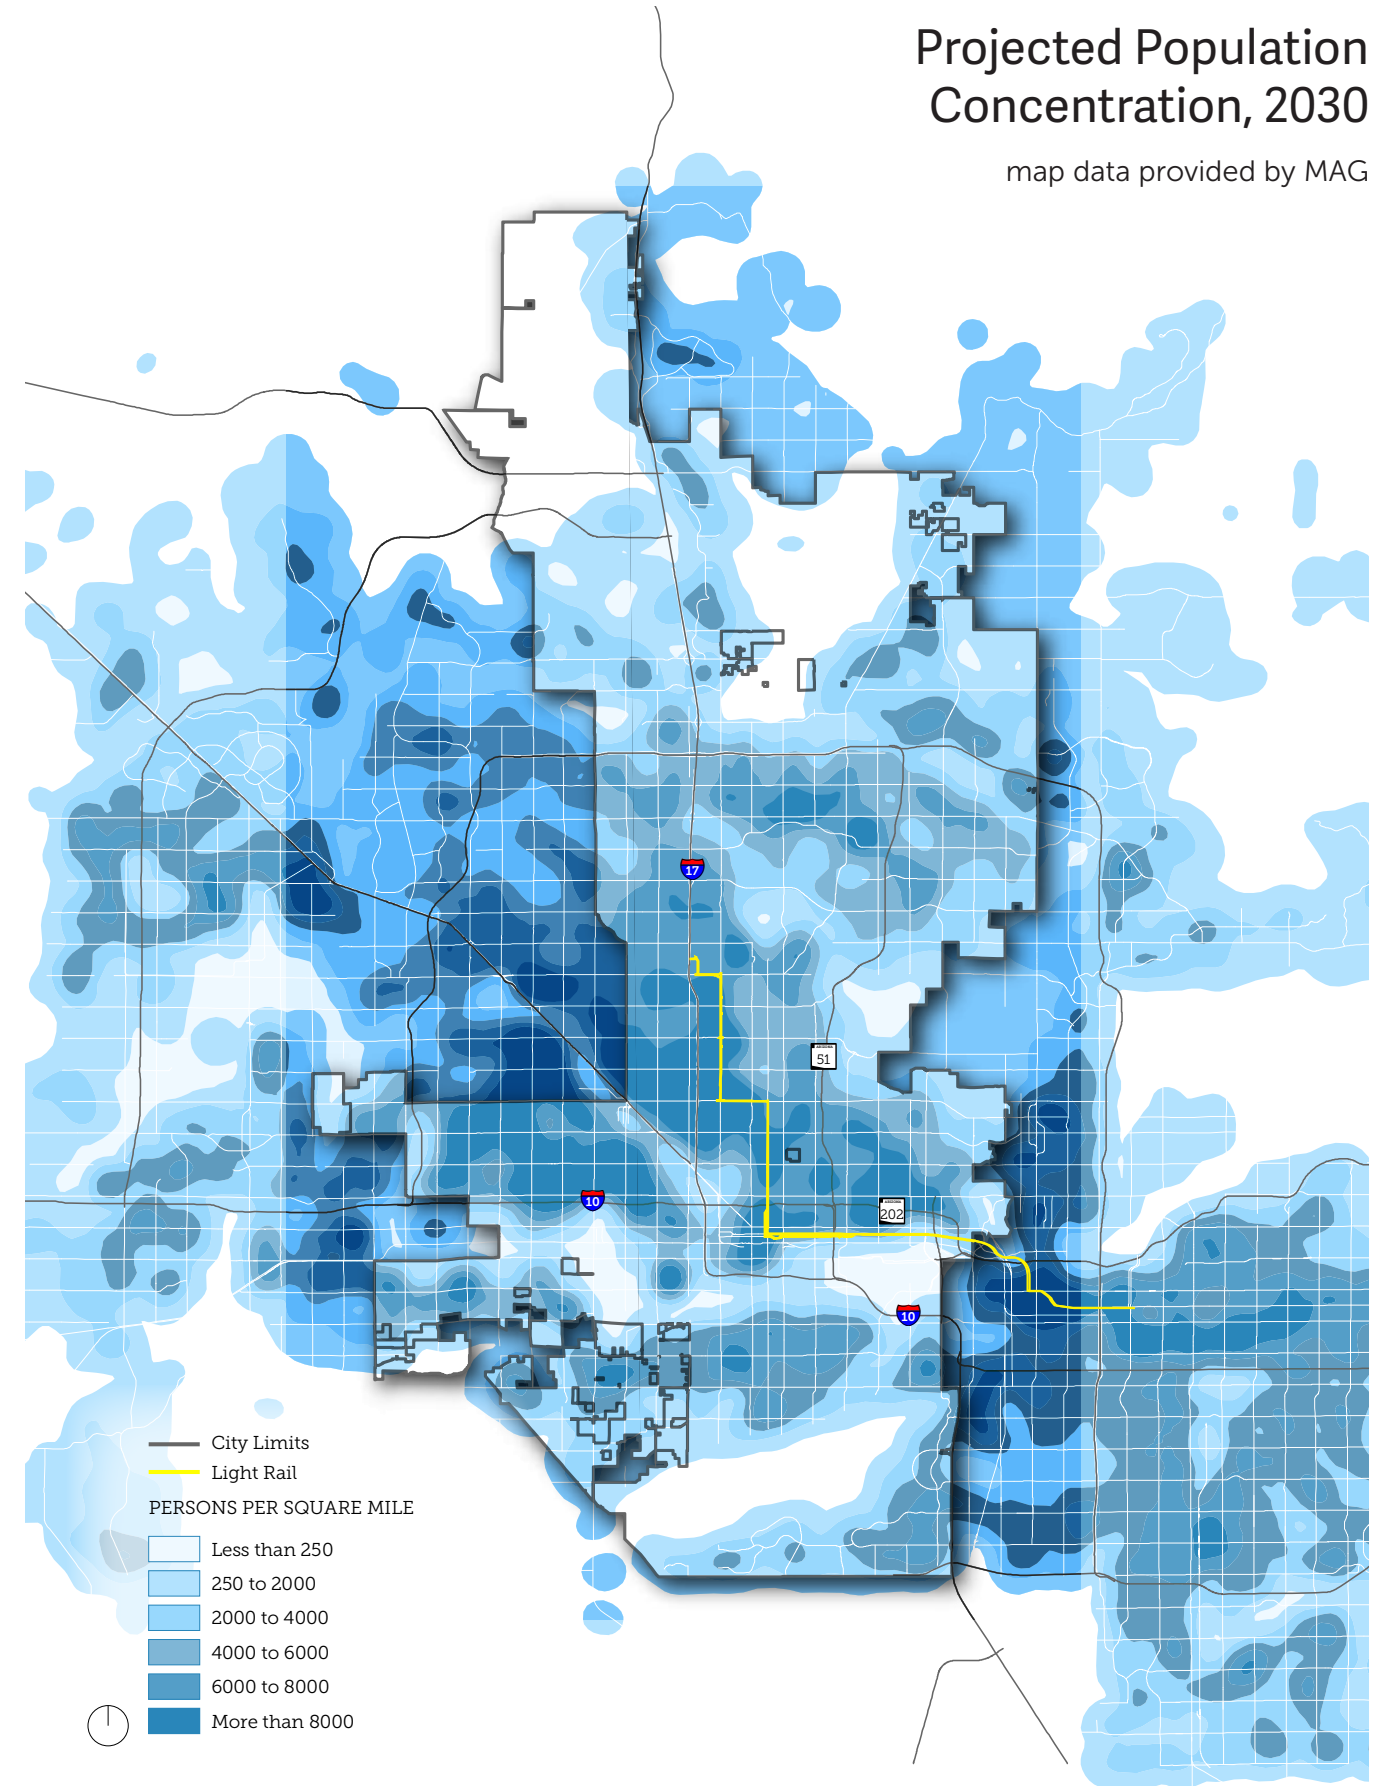 Projected Population
Concentration, 2030
map data provided by MAG
17
51
10
202
10
City Limits
Light Rail
PERSONS PER SQUARE MILE
Less than 250
250 to 2000
2000 to 4000
4000 to 6000
6000 to 8000
More than 8000